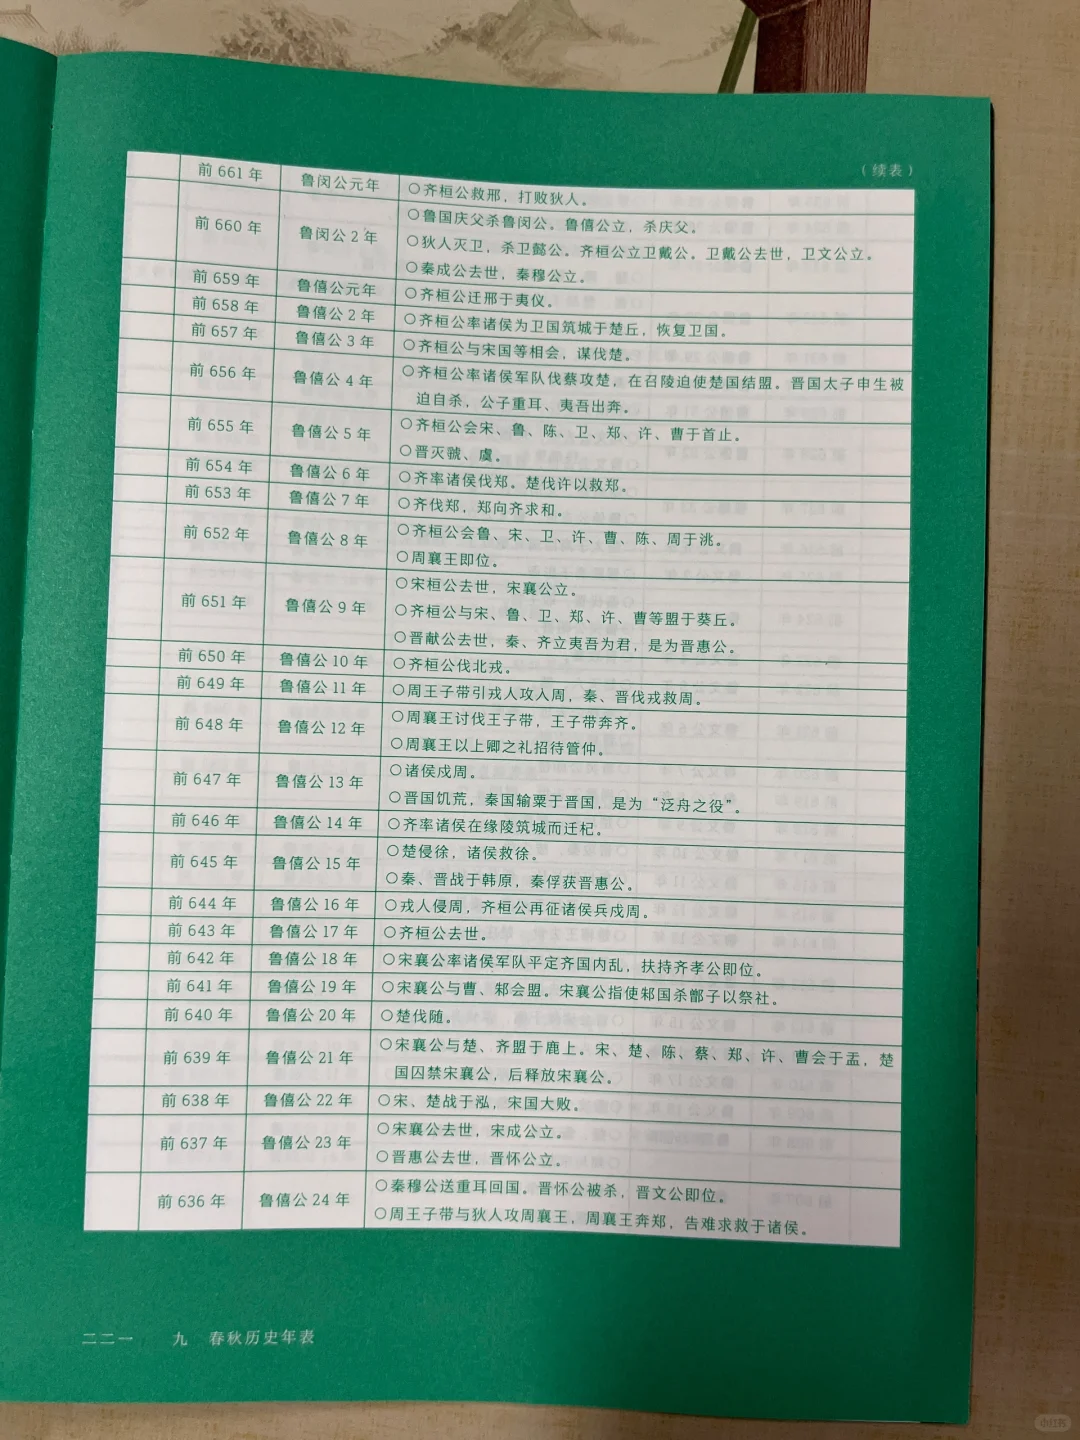 （续表）
前 661 年 鲁闵公元年 ○齐桓公救邢，打败狄人。
前 660 年 鲁闵公 2 年 ○鲁国庆父杀鲁闵公。鲁僖公立，杀庆父。
○狄人灭卫，杀卫懿公。齐桓公立卫戴公。卫戴公去世，卫文公立。
○秦成公去世，秦穆公立。
前 659 年 鲁僖公元年 ○齐桓公迁邢于夷仪。
前 658 年 鲁僖公 2 年 ○齐桓公率诸侯为卫国筑城于楚丘，恢复卫国。
前 657 年 鲁僖公 3 年 ○齐桓公与宋国等相会，谋伐楚。
前 656 年 鲁僖公 4 年 ○齐桓公率诸侯军队伐蔡攻楚，在召陵迫使楚国结盟。晋国太子申生被
迫自杀，公子重耳、夷吾出奔。
前 655 年 鲁僖公 5 年 ○齐桓公会宋、鲁、陈、卫、郑、许、曹于首止。
○晋灭虢、虞。
前 654 年 鲁僖公 6 年 ○齐率诸侯伐郑。楚伐许以救郑。
前 653 年 鲁僖公 7 年 ○齐伐郑，郑向齐求和。
前 652 年 鲁僖公 8 年 ○齐桓公会鲁、宋、卫、许、曹、陈、周于洮。
○周襄王即位。
前 651 年 鲁僖公 9 年 ○宋桓公去世，宋襄公立。
○齐桓公与宋、鲁、卫、郑、许、曹等盟于葵丘。
○晋献公去世，秦、齐立夷吾为君，是为晋惠公。
前 650 年 鲁僖公 10 年 ○齐桓公伐北戎。
前 649 年 鲁僖公 11 年 ○周王子带引戎人攻入周，秦、晋伐戎救周。
前 648 年 鲁僖公 12 年 ○周襄王讨伐王子带，王子带奔齐。
○周襄王以上卿之礼招待管仲。
前 647 年 鲁僖公 13 年 ○诸侯戍周。
○晋国饥荒，秦国输粟于晋国，是为“泛舟之役”。
前 646 年 鲁僖公 14 年 ○齐率诸侯在缘陵筑城而迁杞。
前 645 年 鲁僖公 15 年 ○楚侵徐，诸侯救徐。
○秦、晋战于韩原，秦俘获晋惠公。
前 644 年 鲁僖公 16 年 ○戎人侵周，齐桓公再征诸侯兵戍周。
前 643 年 鲁僖公 17 年 ○齐桓公去世。
前 642 年 鲁僖公 18 年 ○宋襄公率诸侯军队平定齐国内乱，扶持齐孝公即位。
前 641 年 鲁僖公 19 年 ○宋襄公与曹、邾会盟。宋襄公指使邾国杀鄫子以祭社。
前 640 年 鲁僖公 20 年 ○楚伐随。
前 639 年 鲁僖公 21 年 ○宋襄公与楚、齐盟于鹿上。宋、楚、陈、蔡、郑、许、曹会于盂，楚
国囚禁宋襄公，后释放宋襄公。
前 638 年 鲁僖公 22 年 ○宋、楚战于泓，宋国大败。
前 637 年 鲁僖公 23 年 ○宋襄公去世，宋成公立。
○晋惠公去世，晋怀公立。
前 636 年 鲁僖公 24 年 ○秦穆公送重耳回国。晋怀公被杀，晋文公即位。
○周王子带与狄人攻周襄王，周襄王奔郑，告难求救于诸侯。
二二一 九 春秋历史年表
小红书